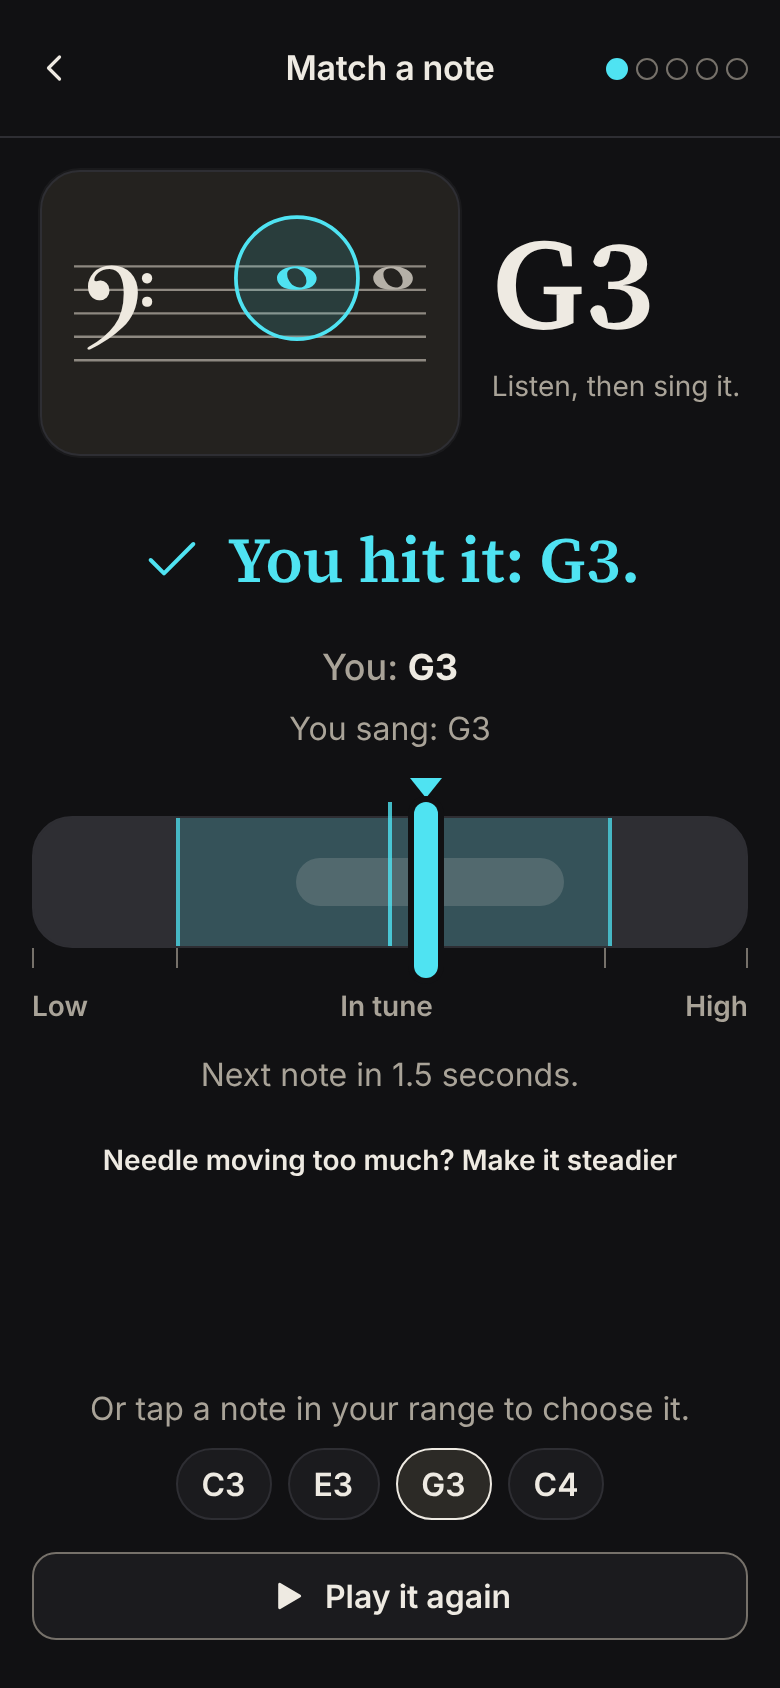 Match a note
G3
Listen, then sing it.
You hit it: G3.
You: G3
You sang: G3
Low In tune High
Next note in 1.5 seconds.
Needle moving too much? Make it steadier
Or tap a note in your range to choose it.
C3 E3 G3 C4
Play it again